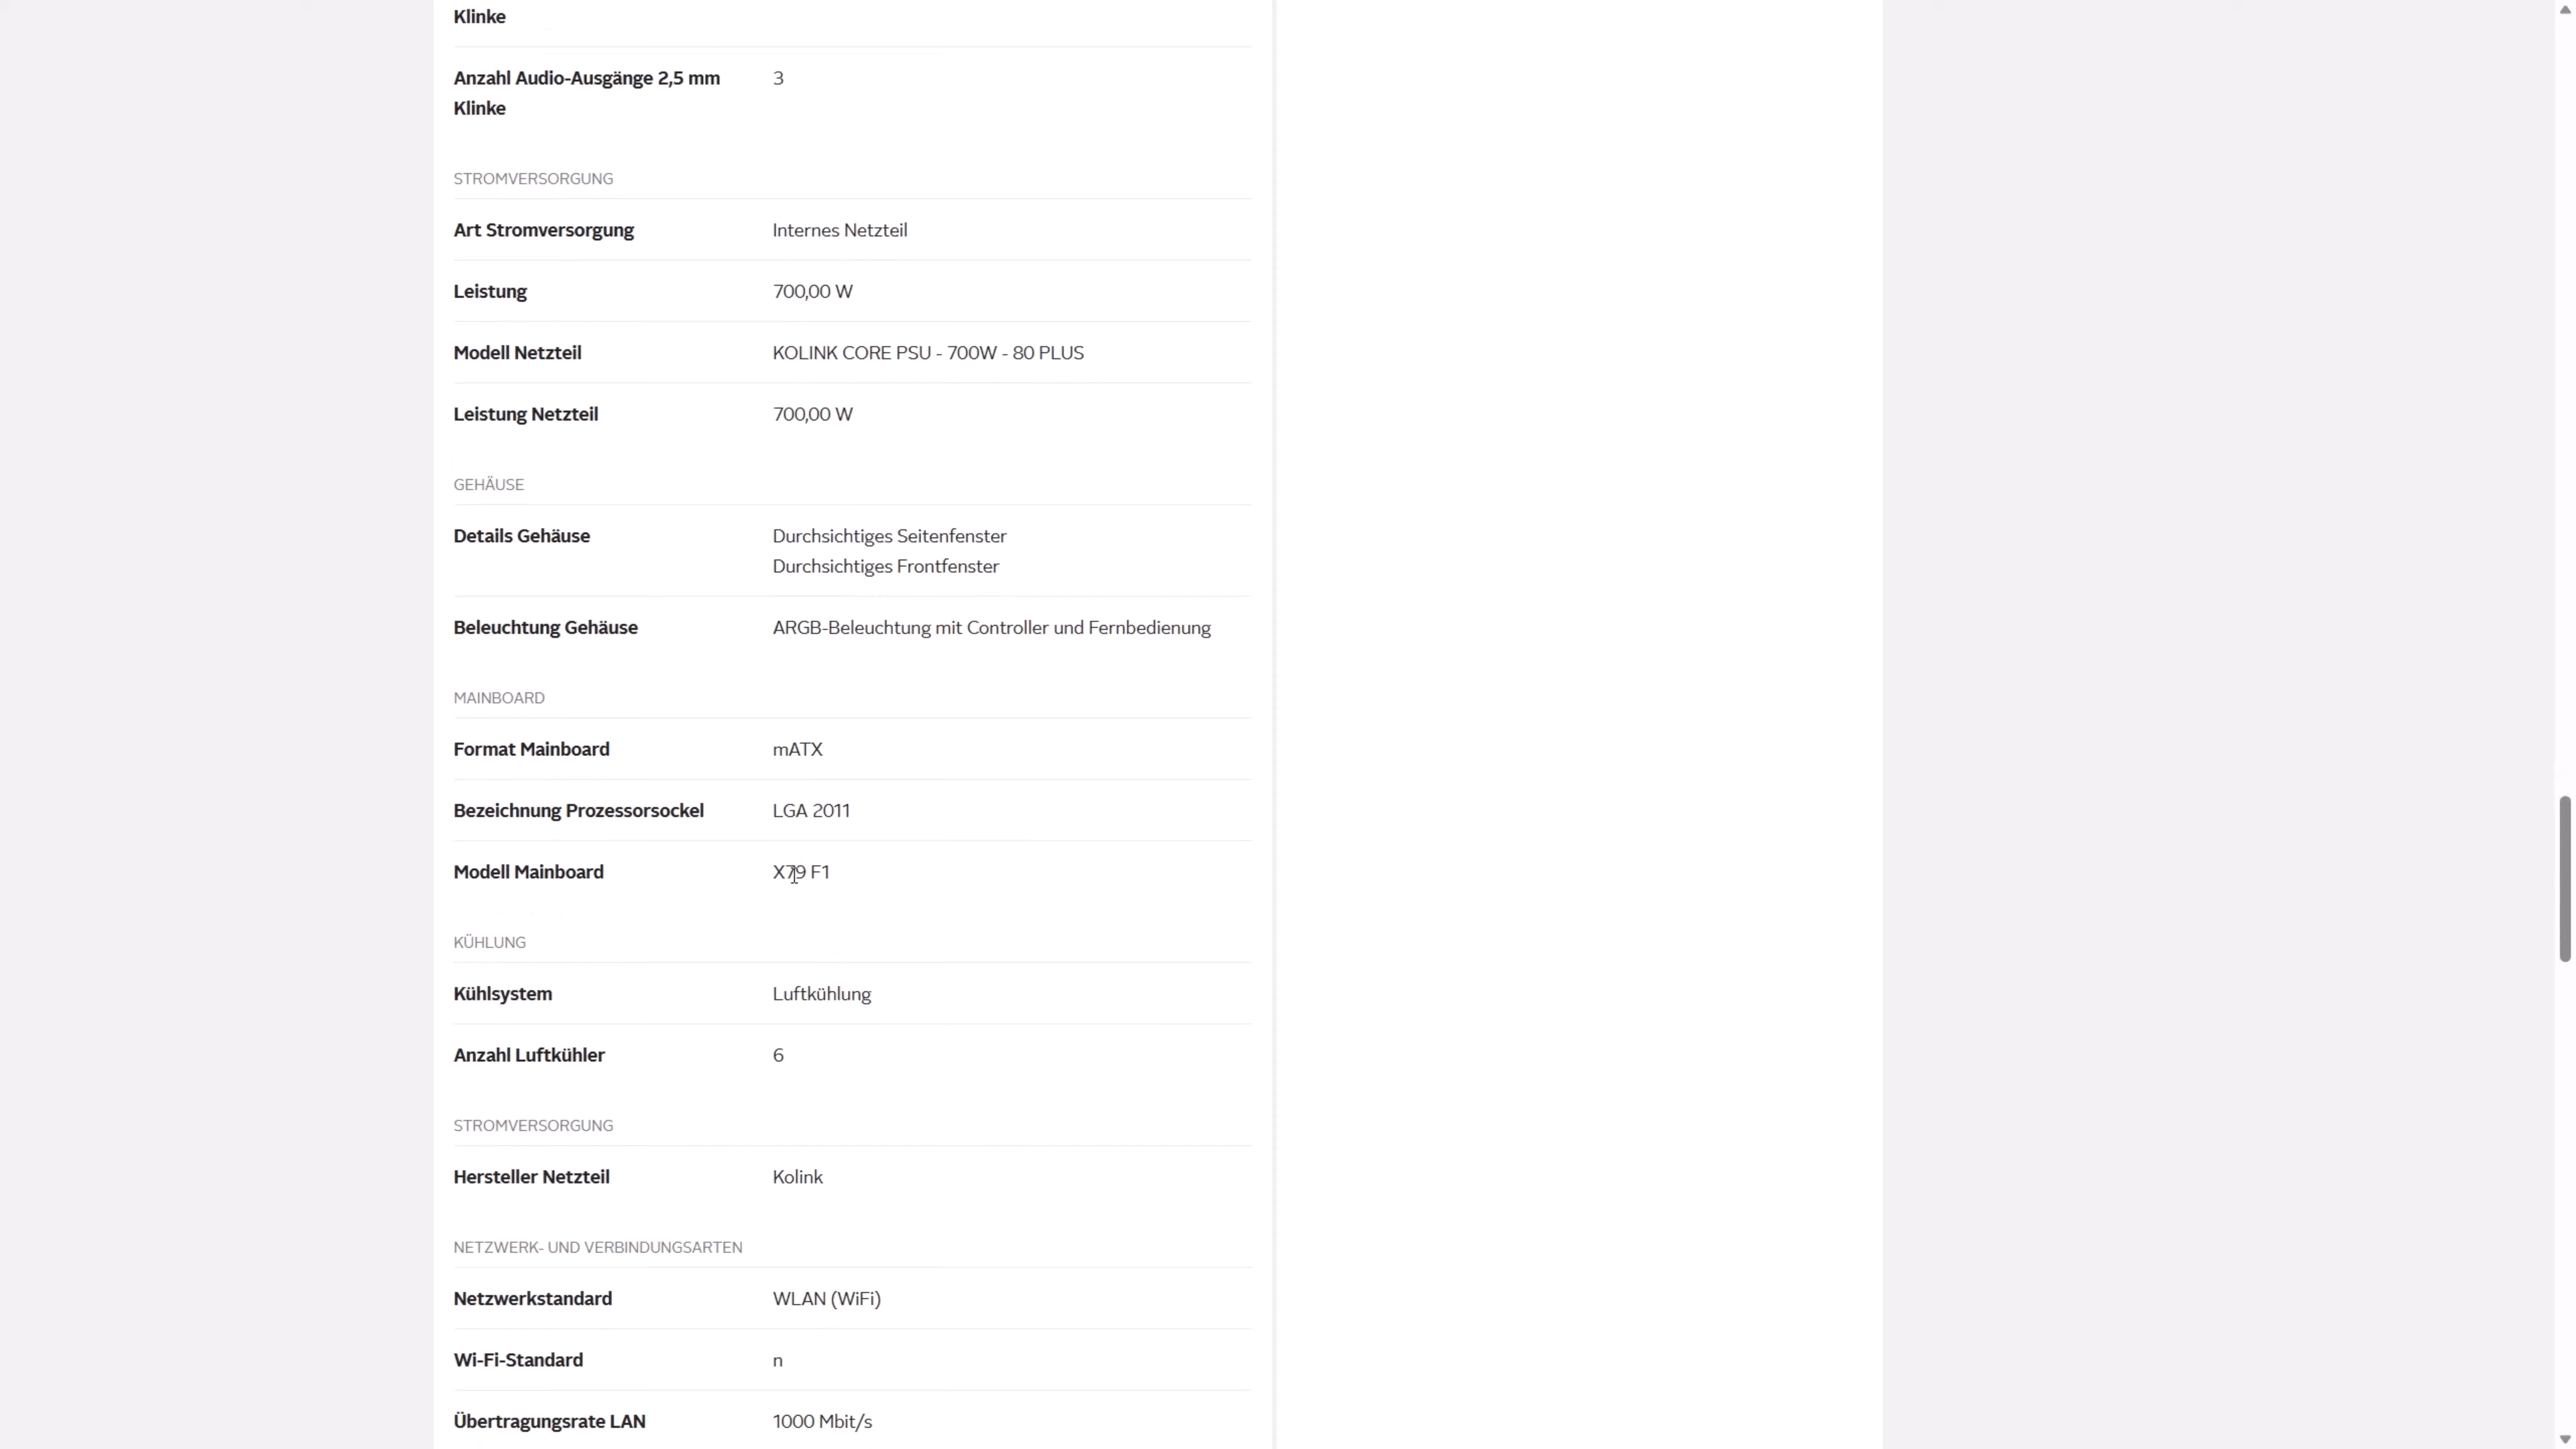 Klinke
Anzahl Audio-Ausgänge 2,5 mm 3
Klinke
STROMVERSORGUNG
Art Stromversorgung Internes Netzteil
Leistung 700,00 W
Modell Netzteil KOLINK CORE PSU - 700W - 80 PLUS
Leistung Netzteil 700,00 W
GEHÄUSE
Details Gehäuse Durchsichtiges Seitenfenster
Durchsichtiges Frontfenster
Beleuchtung Gehäuse ARGB-Beleuchtung mit Controller und Fernbedienung
MAINBOARD
Format Mainboard mATX
Bezeichnung Prozessorsockel LGA 2011
Modell Mainboard X79 F1
KÜHLUNG
Kühlsystem Luftkühlung
Anzahl Luftkühler 6
STROMVERSORGUNG
Hersteller Netzteil Kolink
NETZWERK- UND VERBINDUNGSARTEN
Netzwerkstandard WLAN (WiFi)
Wi-Fi-Standard n
Übertragungsrate LAN 1000 Mbit/s